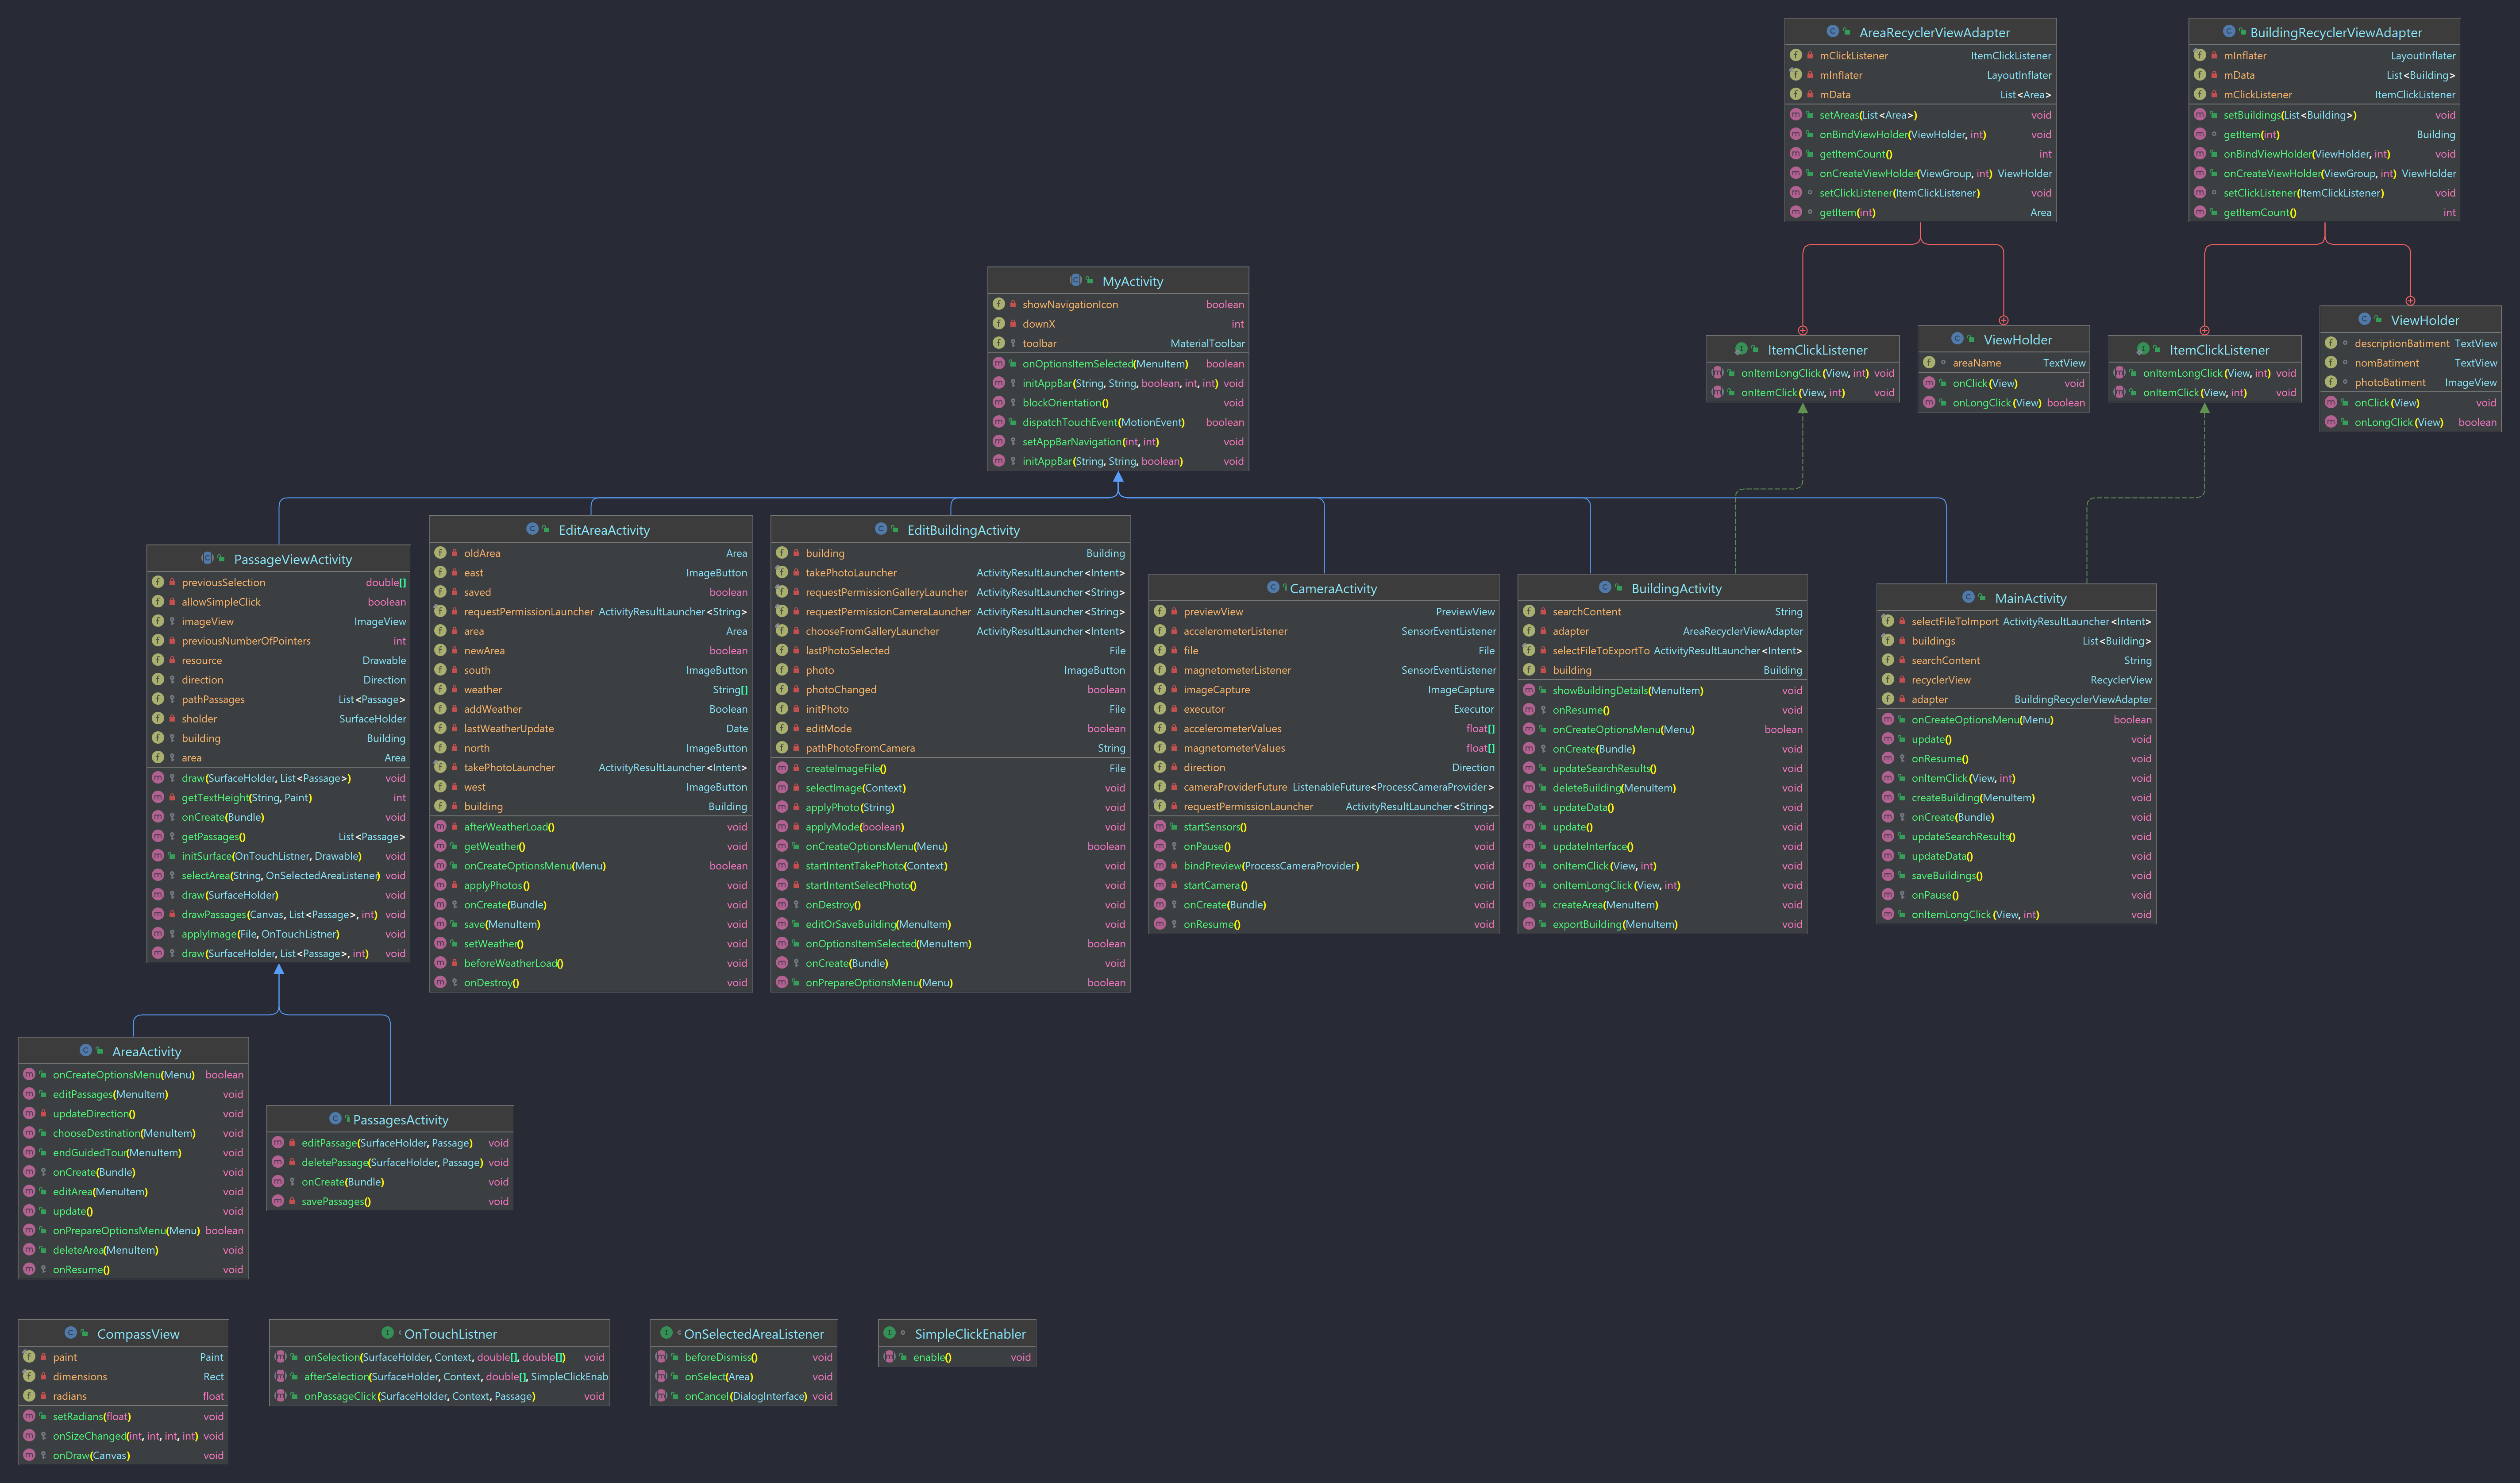 AreaRecyclerViewAdapter
mClickListener ItemClickListener
mInflater LayoutInflater
mData List<Area>
setAreas(List<Area>) void
onBindViewHolder(ViewHolder, int) void
getItemCount() int
onCreateViewHolder(ViewGroup, int) ViewHolder
setClickListener(ItemClickListener) void
getItem(int) Area
BuildingRecyclerViewAdapter
mInflater LayoutInflater
mData List<Building>
mClickListener ItemClickListener
setBuildings(List<Building>) void
getItem(int) Building
onBindViewHolder(ViewHolder, int) void
onCreateViewHolder(ViewGroup, int) ViewHolder
setClickListener(ItemClickListener) void
getItemCount() int
MyActivity
showNavigationIcon boolean
downX int
toolbar MaterialToolbar
onOptionsItemSelected(MenuItem) boolean
initAppBar(String, String, boolean, int, int) void
blockOrientation() void
dispatchTouchEvent(MotionEvent) boolean
setAppBarNavigation(int, int) void
initAppBar(String, String, boolean) void
ItemClickListener
onItemLongClick(View, int) void
onItemClick(View, int) void
ViewHolder
areaName TextView
onClick(View) void
onLongClick(View) boolean
ItemClickListener
onItemLongClick(View, int) void
onItemClick(View, int) void
ViewHolder
descriptionBatiment TextView
nomBatiment TextView
photoBatiment ImageView
onClick(View) void
onLongClick(View) boolean
PassageViewActivity
previousSelection double[]
allowSimpleClick boolean
imageView ImageView
previousNumberOfPointers int
resource Drawable
direction Direction
pathPassages List<Passage>
sholder SurfaceHolder
building Building
area Area
draw(SurfaceHolder, List<Passage>) void
getTextHeight(String, Paint) int
onCreate(Bundle) void
getPassages() List<Passage>
initSurface(OnTouchListner, Drawable) void
selectArea(String, OnSelectedAreaListener) void
draw(SurfaceHolder) void
drawPassages(Canvas, List<Passage>, int) void
applyImage(File, OnTouchListner) void
draw(SurfaceHolder, List<Passage>, int) void
EditAreaActivity
oldArea Area
east ImageButton
saved boolean
requestPermissionLauncher ActivityResultLauncher<String>
area Area
newArea boolean
south ImageButton
weather String[]
addWeather Boolean
lastWeatherUpdate Date
north ImageButton
takePhotoLauncher ActivityResultLauncher<Intent>
west ImageButton
building Building
afterWeatherLoad() void
getWeather() void
onCreateOptionsMenu(Menu) boolean
applyPhotos() void
onCreate(Bundle) void
save(MenuItem) void
setWeather() void
beforeWeatherLoad() void
onDestroy() void
EditBuildingActivity
building Building
takePhotoLauncher ActivityResultLauncher<Intent>
requestPermissionGalleryLauncher ActivityResultLauncher<String>
requestPermissionCameraLauncher ActivityResultLauncher<String>
chooseFromGalleryLauncher ActivityResultLauncher<Intent>
lastPhotoSelected File
photo ImageButton
photoChanged boolean
initPhoto File
editMode boolean
pathPhotoFromCamera String
createImageFile() File
selectImage(Context) void
applyPhoto(String) void
applyMode(boolean) void
onCreateOptionsMenu(Menu) boolean
startIntentTakePhoto(Context) void
startIntentSelectPhoto() void
onDestroy() void
editOrSaveBuilding(MenuItem) void
onOptionsItemSelected(MenuItem) boolean
onCreate(Bundle) void
onPrepareOptionsMenu(Menu) boolean
CameraActivity
previewView PreviewView
accelerometerListener SensorEventListener
file File
magnetometerListener SensorEventListener
imageCapture ImageCapture
executor Executor
accelerometerValues float[]
magnetometerValues float[]
direction Direction
cameraProviderFuture ListenableFuture<ProcessCameraProvider>
requestPermissionLauncher ActivityResultLauncher<String>
startSensors() void
onPause() void
bindPreview(ProcessCameraProvider) void
startCamera() void
onCreate(Bundle) void
onResume() void
BuildingActivity
searchContent String
adapter AreaRecyclerViewAdapter
selectFileToExportTo ActivityResultLauncher<Intent>
building Building
showBuildingDetails(MenuItem) void
onResume() void
onCreateOptionsMenu(Menu) boolean
onCreate(Bundle) void
updateSearchResults() void
deleteBuilding(MenuItem) void
updateData() void
update() void
updateInterface() void
onItemClick(View, int) void
onItemLongClick(View, int) void
createArea(MenuItem) void
exportBuilding(MenuItem) void
MainActivity
selectFileToImport ActivityResultLauncher<Intent>
buildings List<Building>
searchContent String
recyclerView RecyclerView
adapter BuildingRecyclerViewAdapter
onCreateOptionsMenu(Menu) boolean
update() void
onResume() void
onItemClick(View, int) void
createBuilding(MenuItem) void
onCreate(Bundle) void
updateSearchResults() void
updateData() void
saveBuildings() void
onPause() void
onItemLongClick(View, int) void
AreaActivity
onCreateOptionsMenu(Menu) boolean
editPassages(MenuItem) void
updateDirection() void
chooseDestination(MenuItem) void
endGuidedTour(MenuItem) void
onCreate(Bundle) void
editArea(MenuItem) void
update() void
onPrepareOptionsMenu(Menu) boolean
deleteArea(MenuItem) void
onResume() void
PassagesActivity
editPassage(SurfaceHolder, Passage) void
deletePassage(SurfaceHolder, Passage) void
onCreate(Bundle) void
savePassages() void
CompassView
paint Paint
dimensions Rect
radians float
setRadians(float) void
onSizeChanged(int, int, int, int) void
onDraw(Canvas) void
OnTouchListner
onSelection(SurfaceHolder, Context, double[], double[]) void
afterSelection(SurfaceHolder, Context, double[], SimpleClickEnab
onPassageClick(SurfaceHolder, Context, Passage) void
OnSelectedAreaListener
beforeDismiss() void
onSelect(Area) void
onCancel(DialogInterface) void
SimpleClickEnabler
enable() void